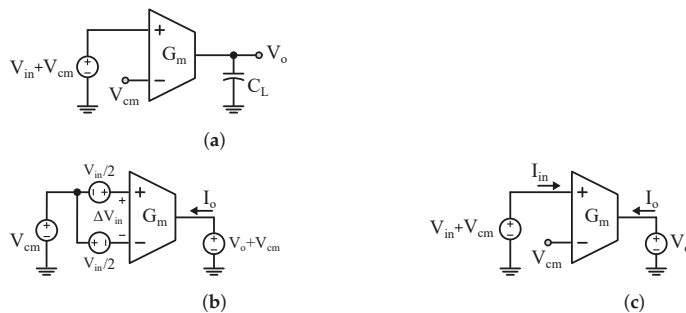 +
G_m
V_o
V_in+V_cm
+
−
V_cm
−
C_L
(a)
V_in/2
+
+
ΔV_in
G_m
I_o
V_cm
−
−
V_o+V_cm
V_in/2
(b)
I_in
+
I_o
V_in+V_cm
G_m
V_cm
−
(c)